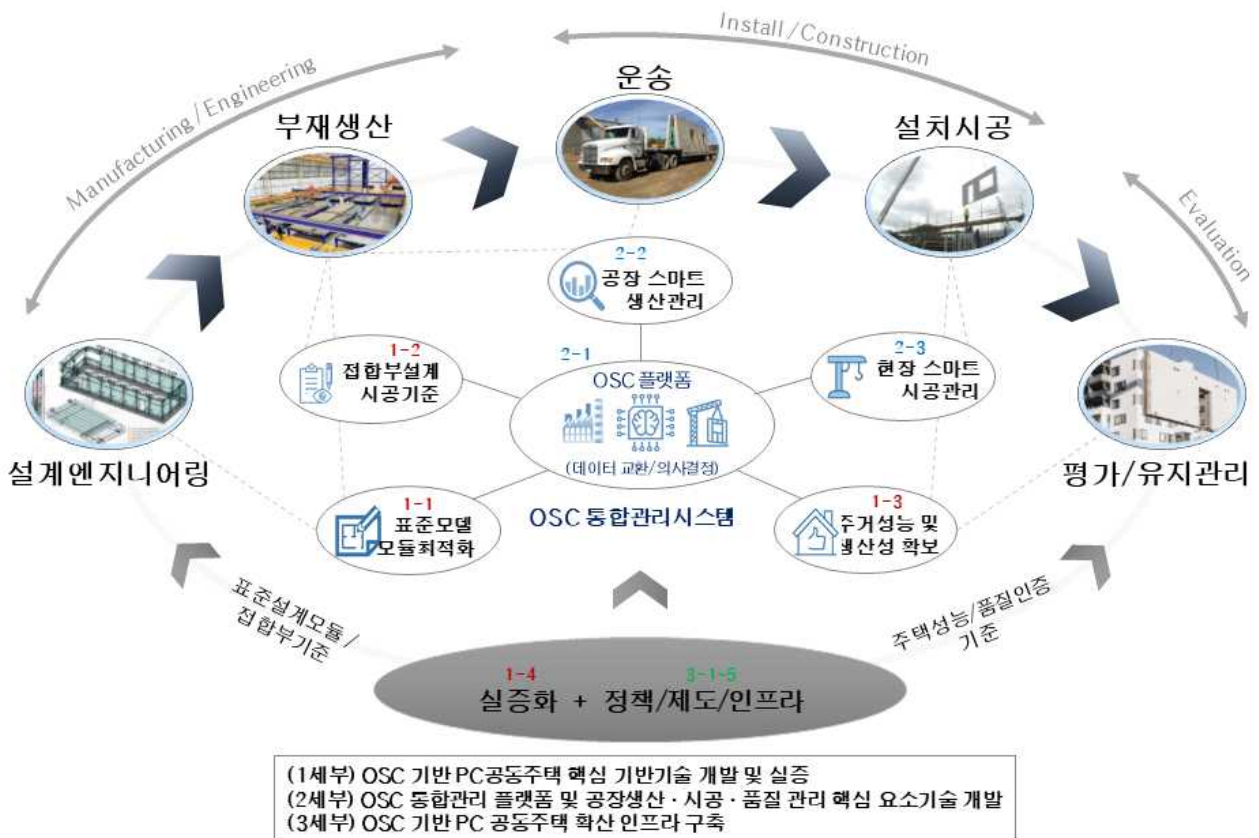 Install/Construction
Manufacturing/Engineering
Evaluation
운송
부재생산
설치시공
2-2
공장 스마트
생산관리
1-2
접합부설계
시공기준
2-1
OSC 플랫폼
(데이터 교환/의사결정)
OSC 통합관리시스템
2-3
현장 스마트
시공관리
설계엔지니어링
평가/유지관리
1-1
표준모델
모듈최적화
1-3
주거성능 및
생산성 확보
표준설계모듈/
접합부기준
주택성능/품질인증
기준
1-4
3-1-5
실증화 + 정책/제도/인프라
(1세부) OSC 기반 PC공동주택 핵심 기반기술 개발 및 실증
(2세부) OSC 통합관리 플랫폼 및 공장생산·시공·품질 관리 핵심 요소기술 개발
(3세부) OSC 기반 PC 공동주택 확산 인프라 구축